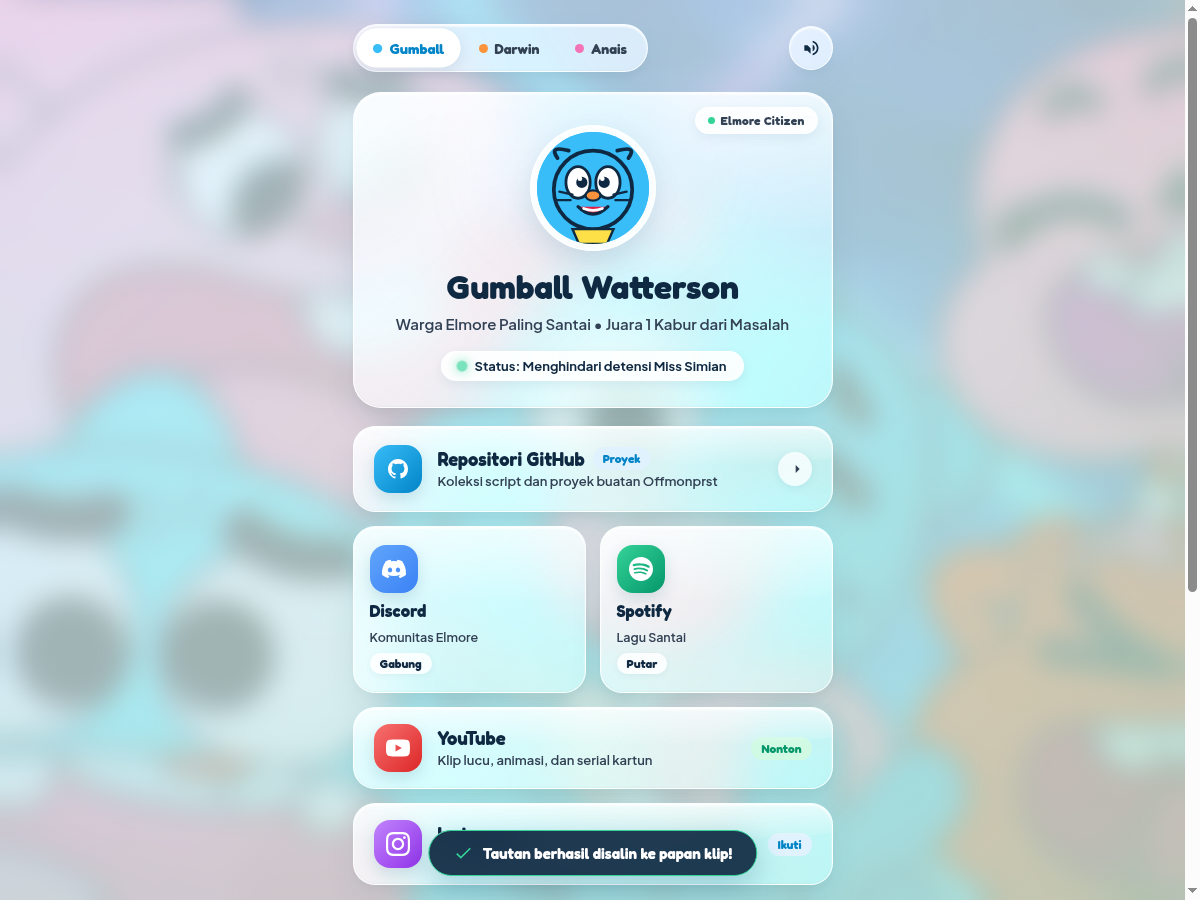 Gumball
Darwin
Anais
Elmore Citizen
Gumball Watterson
Warga Elmore Paling Santai • Juara 1 Kabur dari Masalah
Status: Menghindari detensi Miss Simian
Repositori GitHub
Proyek
Koleksi script dan proyek buatan Offmonprst
Discord
Komunitas Elmore
Gabung
Spotify
Lagu Santai
Putar
YouTube
Klip lucu, animasi, dan serial kartun
Nonton
Ikuti
Tautan berhasil disalin ke papan klip!